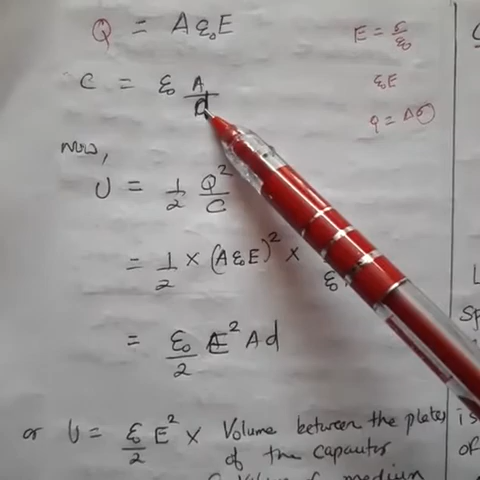 Q = Aε₀E
E = σ/ε₀
C = ε₀ A/d
ε₀E
q = Aσ
Now,
U = 1/2 Q²/C
= 1/2 × (Aε₀E)² ×
= ε₀/2 E² Ad
or U = ε₀/2 E² × Volume between the plates
of the capacitor